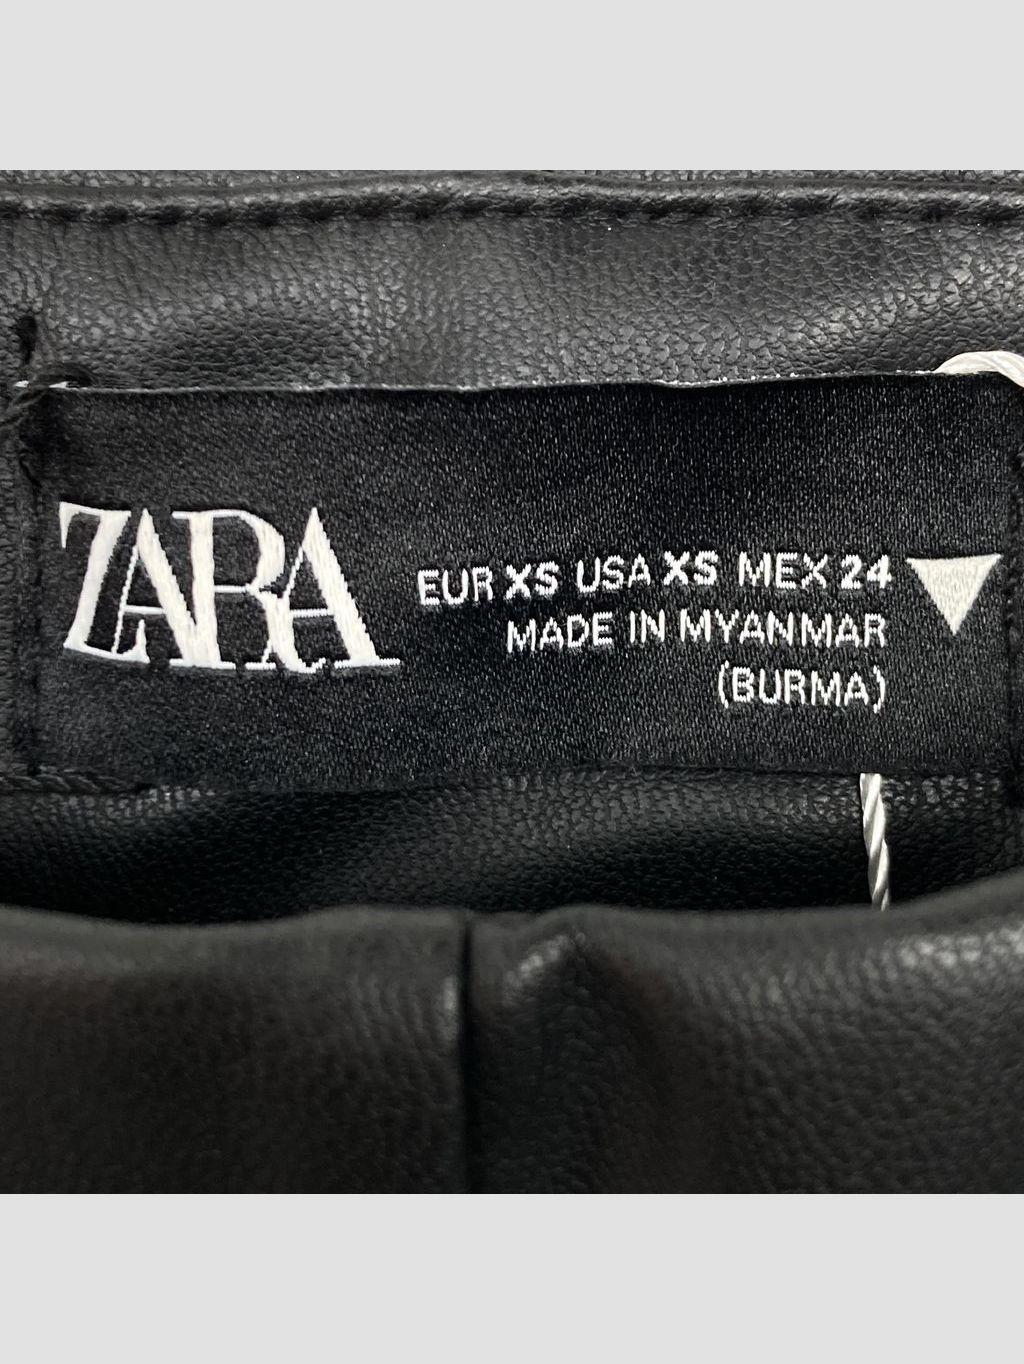 ZARA
EUR XS USA XS MEX 24
MADE IN MYANMAR
(BURMA)